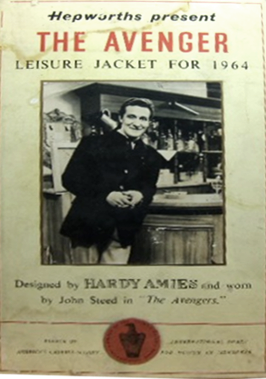 Hepworths present
THE AVENGER
LEISURE JACKET FOR 1964
Designed by HARDY AMIES and worn
by John Steed in "The Avengers."